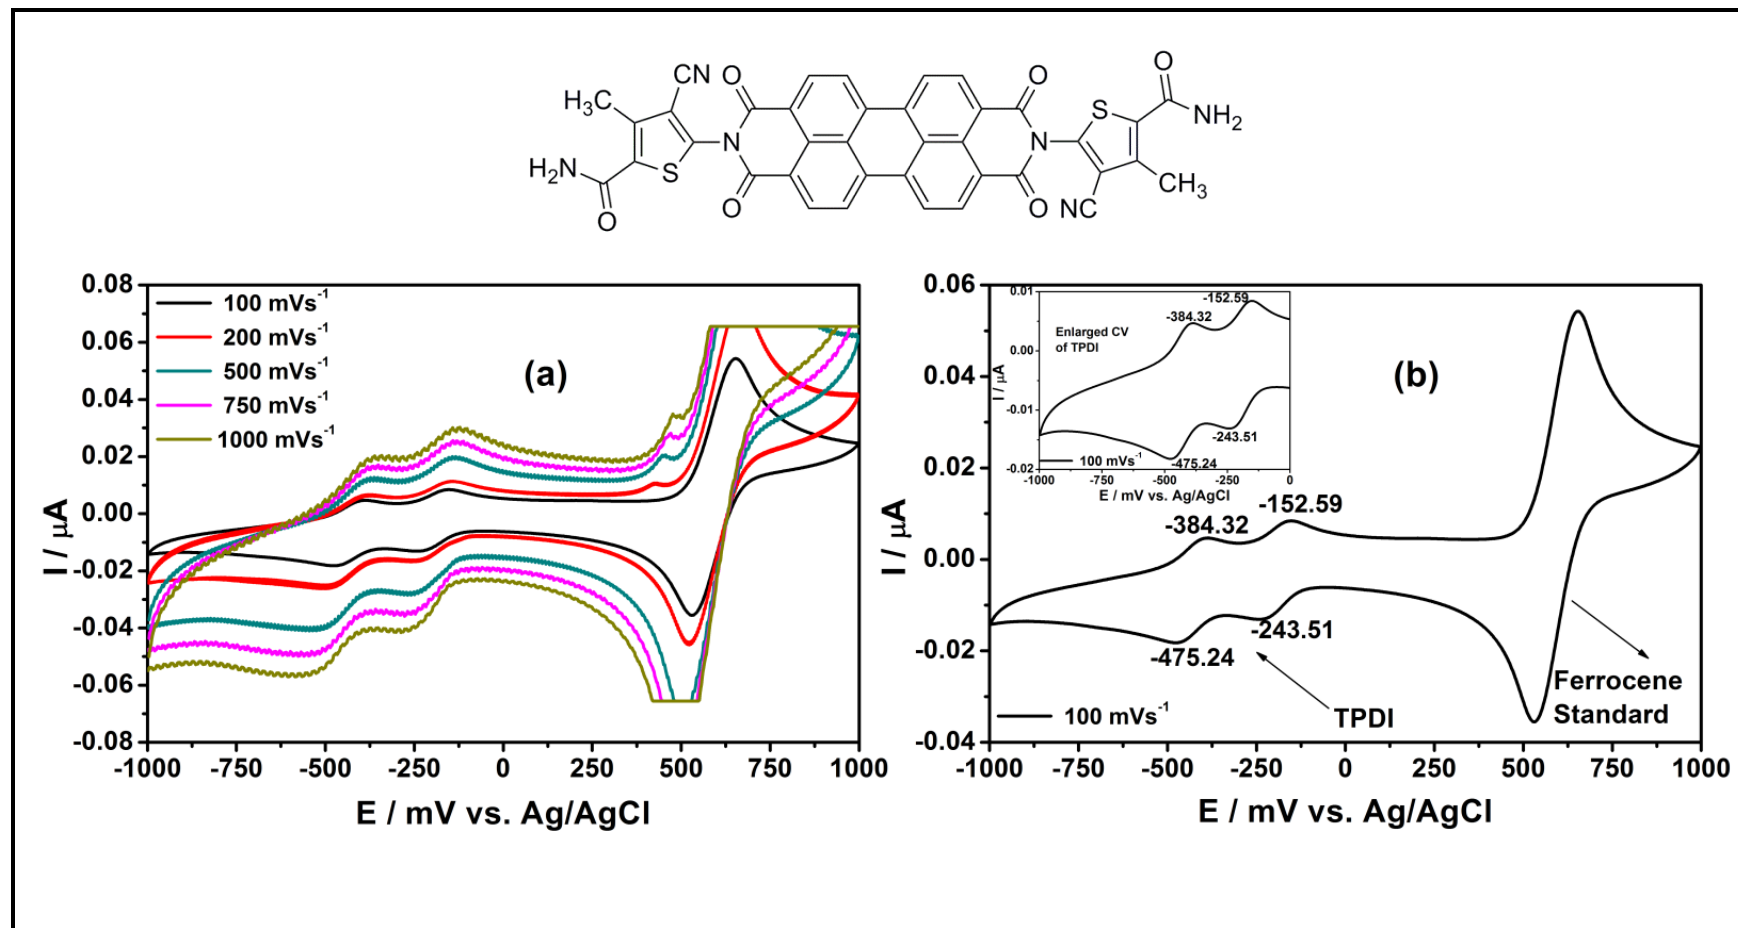 CN
O
O
O
H₃C
S
NH₂
N
N
H₂N
S
CH₃
O
O
O
NC
0.08
0.06
0.04
0.02
0.00
-0.02
-0.04
-0.06
-0.08
I / µA
100 mVs⁻¹
200 mVs⁻¹
500 mVs⁻¹
750 mVs⁻¹
1000 mVs⁻¹
(a)
-1000 -750 -500 -250 0 250 500 750 1000
E / mV vs. Ag/AgCl
0.06
0.04
0.02
0.00
-0.02
-0.04
I / µA
0.01
0.00
-0.01
-0.02
I / µA
Enlarged CV
of TPDI
-152.59
-384.32
-243.51
-475.24
100 mVs⁻¹
-1000 -750 -500 -250 0
E / mV vs. Ag/AgCl
(b)
-152.59
-384.32
-243.51
-475.24
TPDI
Ferrocene
Standard
100 mVs⁻¹
-1000 -750 -500 -250 0 250 500 750 1000
E / mV vs. Ag/AgCl